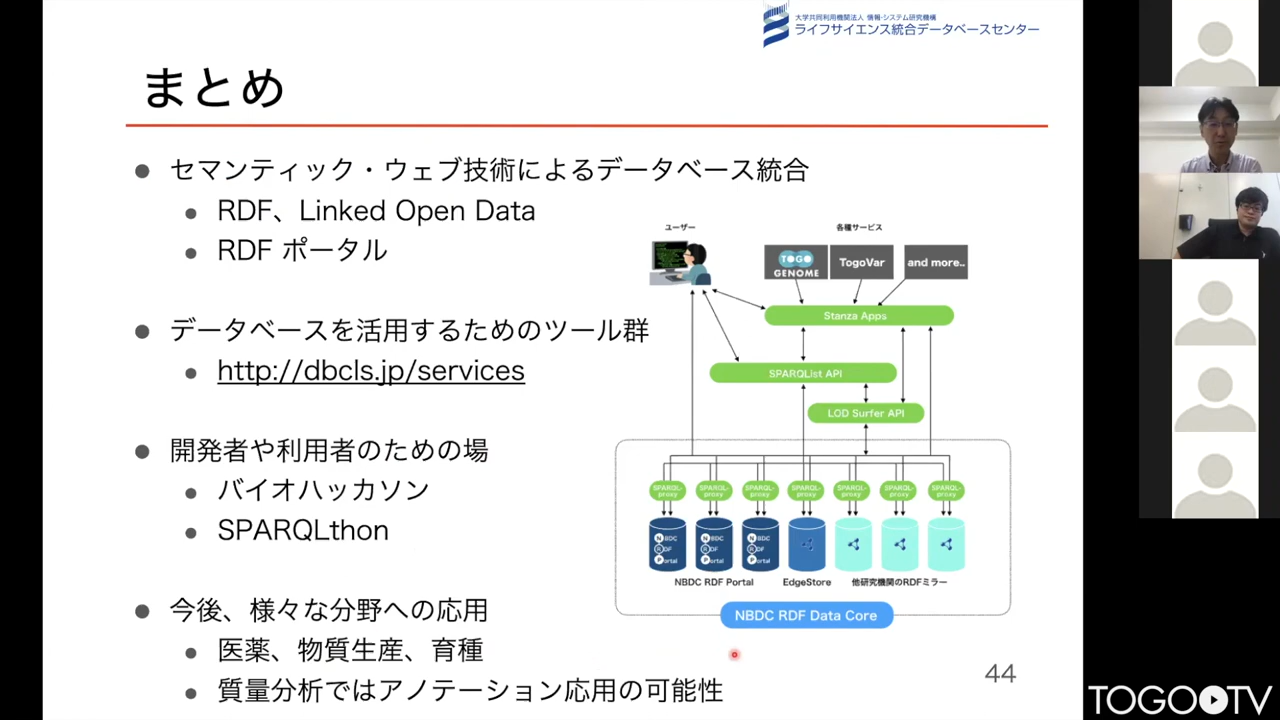 大学共同利用機関法人 情報・システム研究機構
ライフサイエンス統合データベースセンター
まとめ
セマンティック・ウェブ技術によるデータベース統合
RDF、Linked Open Data
RDF ポータル
データベースを活用するためのツール群
http://dbcls.jp/services
開発者や利用者のための場
バイオハッカソン
SPARQLthon
今後、様々な分野への応用
医薬、物質生産、育種
質量分析ではアノテーション応用の可能性
ユーザー
各種サービス
TOGO
GENOME
TogoVar
and more..
Stanza Apps
SPARQList API
LOD Surfer API
SPARQL-
proxy
SPARQL-
proxy
SPARQL-
proxy
SPARQL-
proxy
SPARQL-
proxy
SPARQL-
proxy
SPARQL-
proxy
NBDC
RDF
Portal
NBDC
RDF
Portal
NBDC
RDF
Portal
NBDC RDF Portal
EdgeStore
他研究機関のRDFミラー
NBDC RDF Data Core
44
TOGO TV